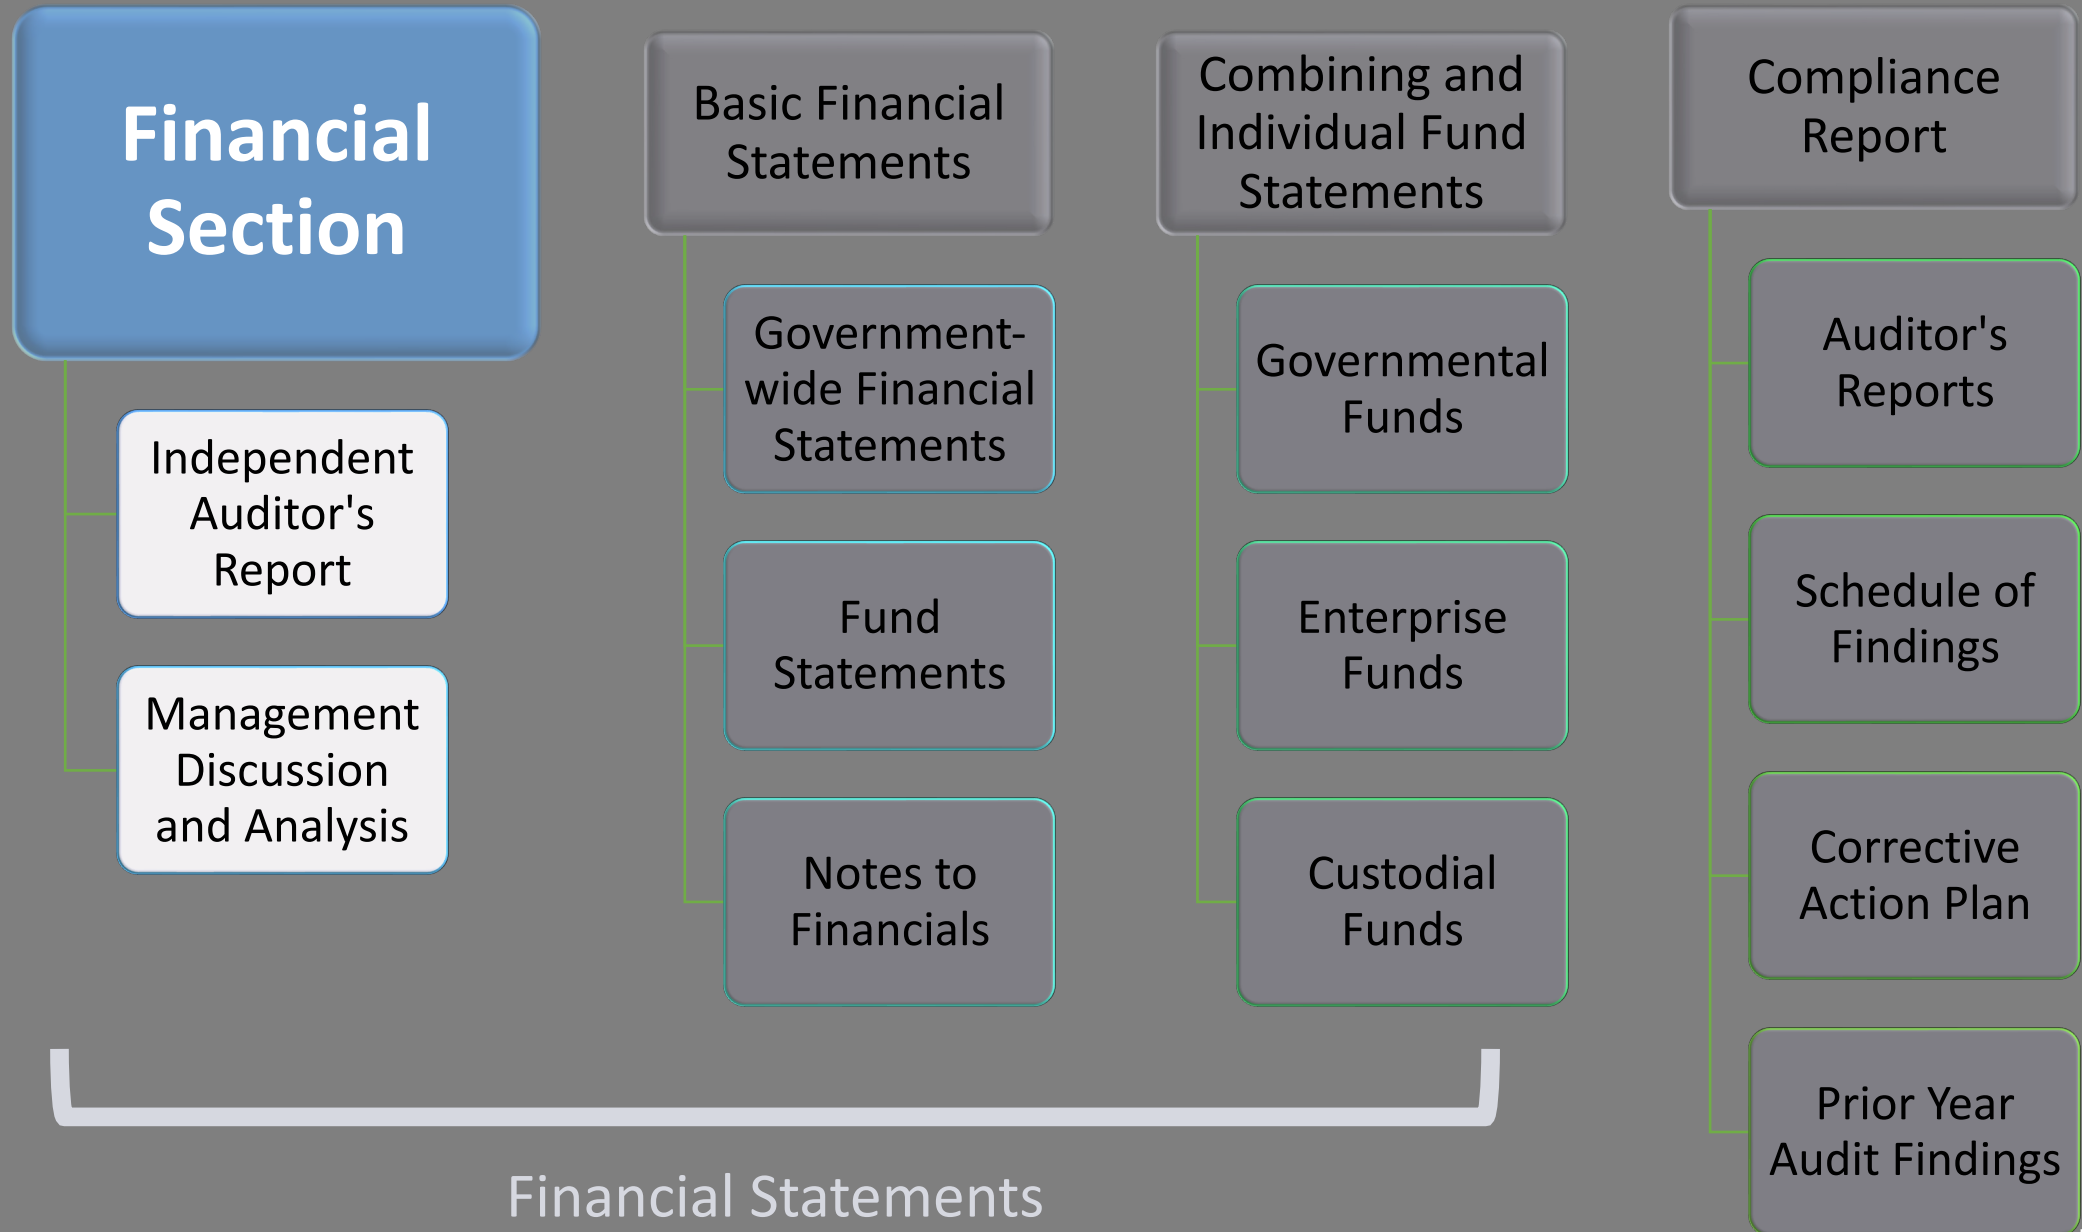 Financial
Section
Independent
Auditor's
Report
Management
Discussion
and Analysis
Basic Financial
Statements
Government-
wide Financial
Statements
Fund
Statements
Notes to
Financials
Combining and
Individual Fund
Statements
Governmental
Funds
Enterprise
Funds
Custodial
Funds
Compliance
Report
Auditor's
Reports
Schedule of
Findings
Corrective
Action Plan
Prior Year
Audit Findings
Financial Statements